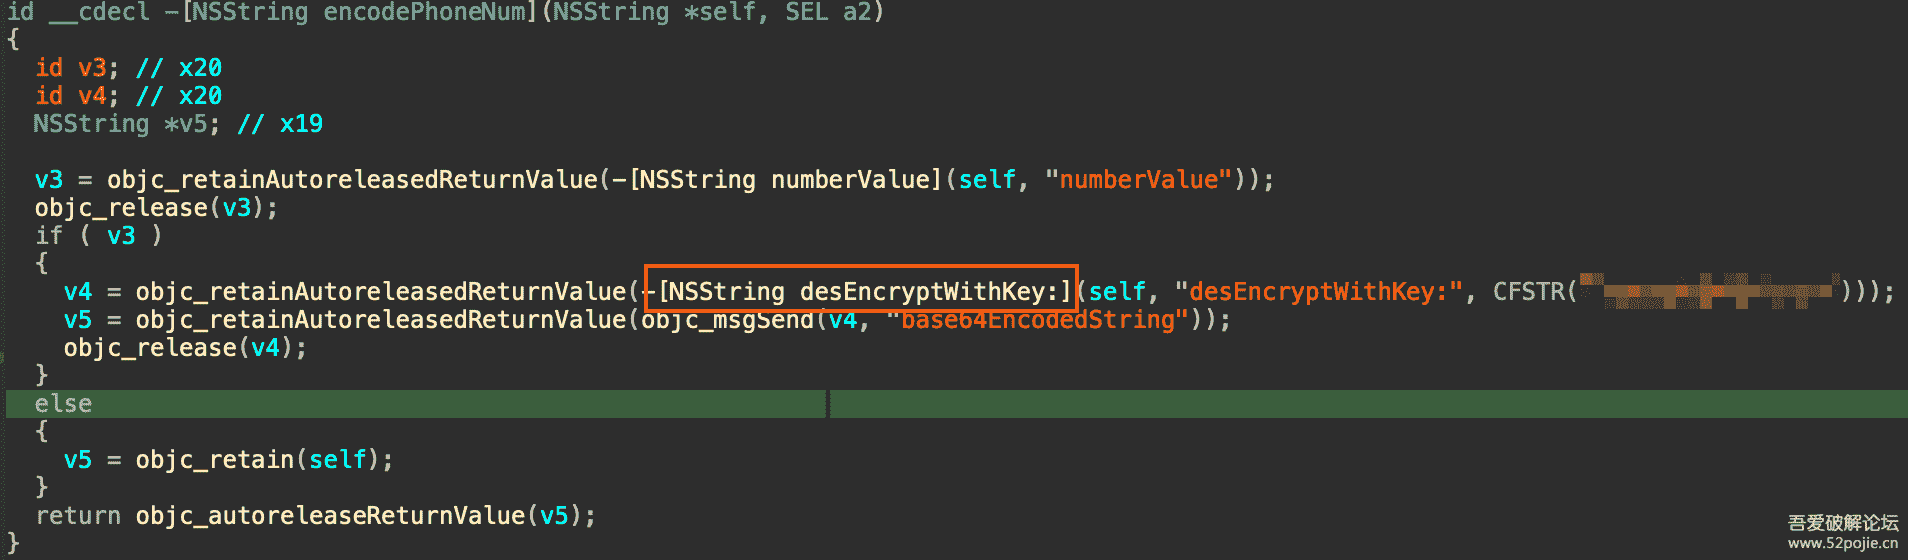 id __cdecl -[NSString encodePhoneNum](NSString *self, SEL a2)
{
  id v3; // x20
  id v4; // x20
  NSString *v5; // x19
  v3 = objc_retainAutoreleasedReturnValue(-[NSString numberValue](self, "numberValue"));
  objc_release(v3);
  if ( v3 )
  {
    v4 = objc_retainAutoreleasedReturnValue(-[NSString desEncryptWithKey:](self, "desEncryptWithKey:", CFSTR(")));
    v5 = objc_retainAutoreleasedReturnValue(objc_msgSend(v4, "base64EncodedString"));
    objc_release(v4);
  }
  else
  {
    v5 = objc_retain(self);
  }
  return objc_autoreleaseReturnValue(v5);
}
吾爱破解论坛
www.52pojie.cn